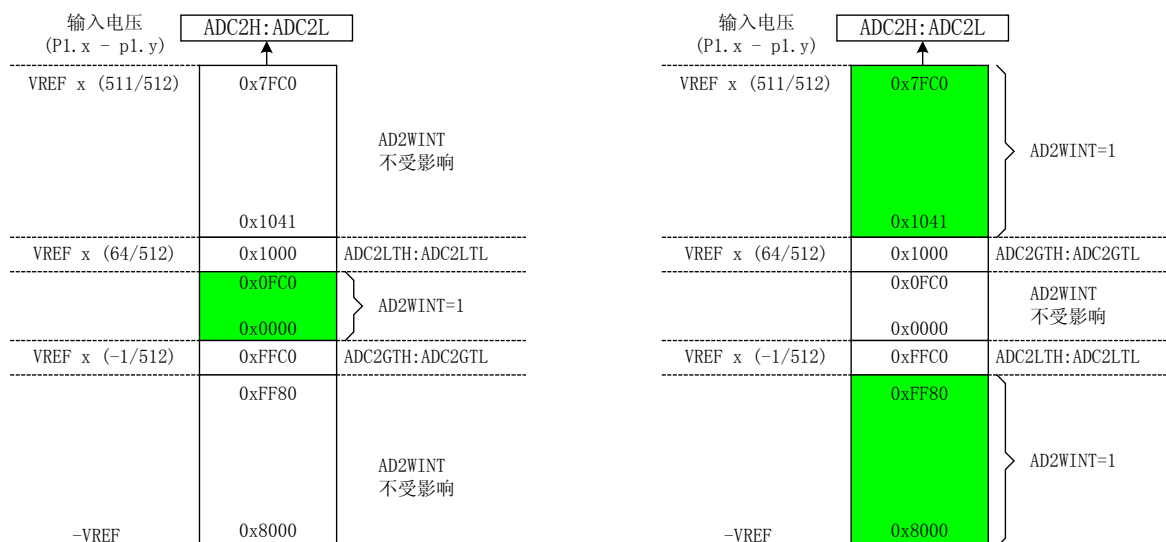 输入电压
(P1.x - p1.y)
ADC2H:ADC2L
VREF x (511/512)
0x7FC0
AD2WINT
不受影响
0x1041
VREF x (64/512)
0x1000
ADC2LTH:ADC2LTL
0x0FC0
AD2WINT=1
0x0000
VREF x (-1/512)
0xFFC0
ADC2GTH:ADC2GTL
0xFF80
AD2WINT
不受影响
-VREF
0x8000
输入电压
(P1.x - p1.y)
ADC2H:ADC2L
VREF x (511/512)
0x7FC0
AD2WINT=1
0x1041
VREF x (64/512)
0x1000
ADC2GTH:ADC2GTL
0x0FC0
AD2WINT
不受影响
0x0000
VREF x (-1/512)
0xFFC0
ADC2LTH:ADC2LTL
0xFF80
AD2WINT=1
-VREF
0x8000